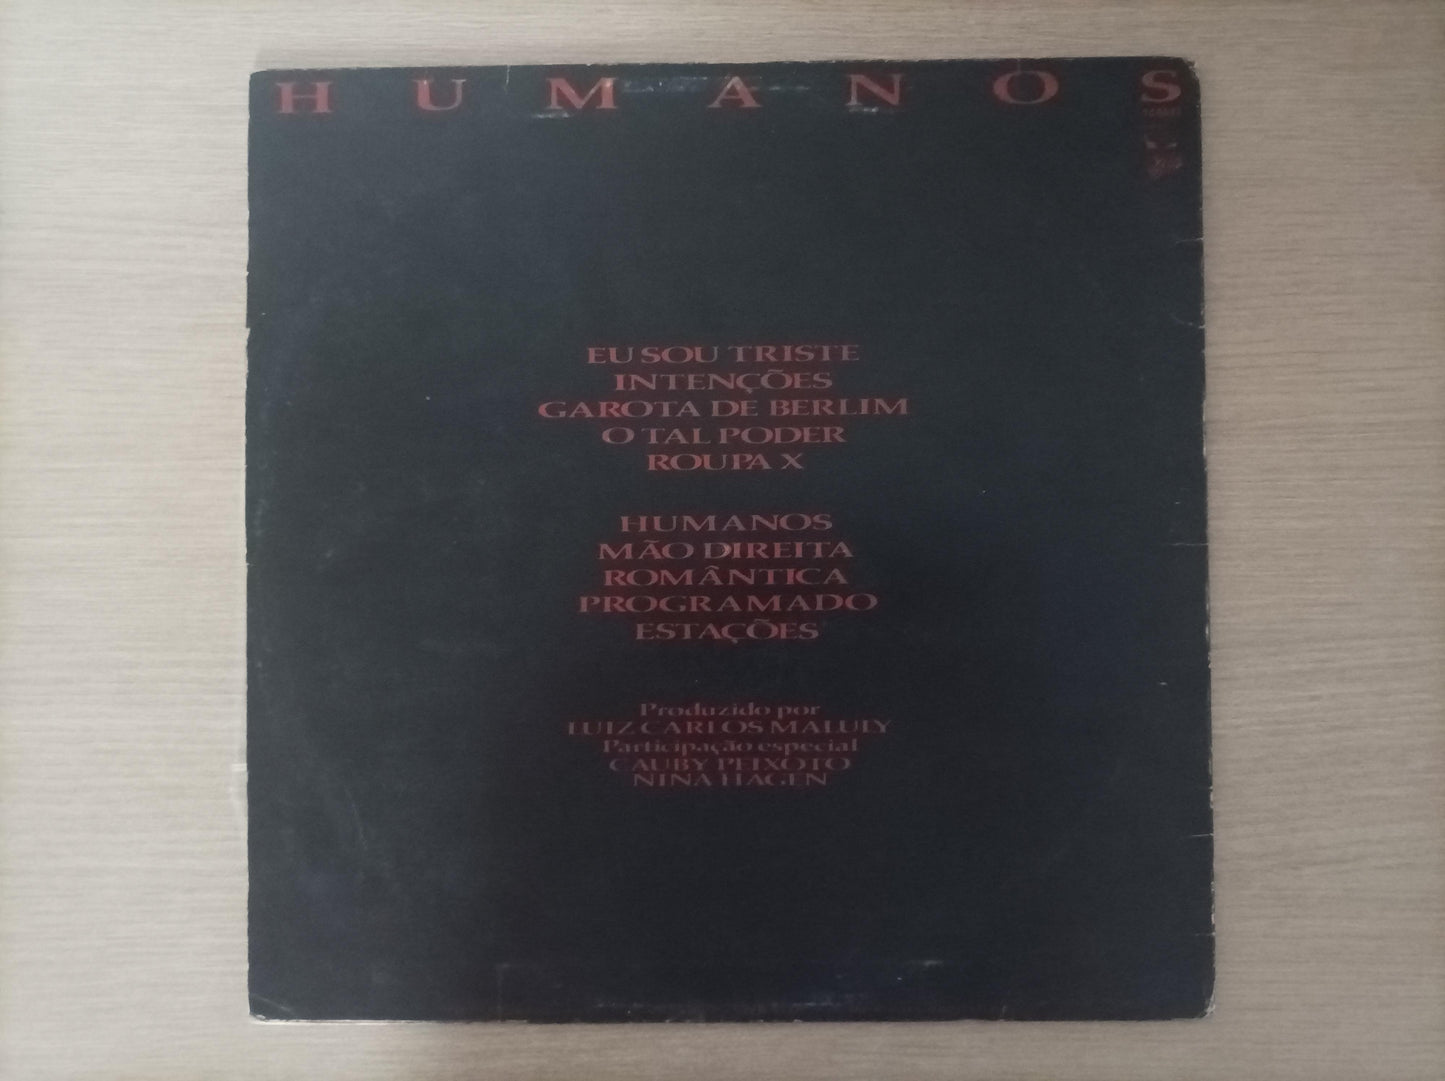 HUMANOS
EU SOU TRISTE
INTENÇÕES
GAROTA DE BERLIM
O TAL PODER
ROUPA X
HUMANOS
MÃO DIREITA
ROMÂNTICA
PROGRAMADO
ESTAÇÕES
Produzido por
LUIZ CARLOS MALULY
Participação especial
CAUBY PEIXOTO
NINA HAGEN